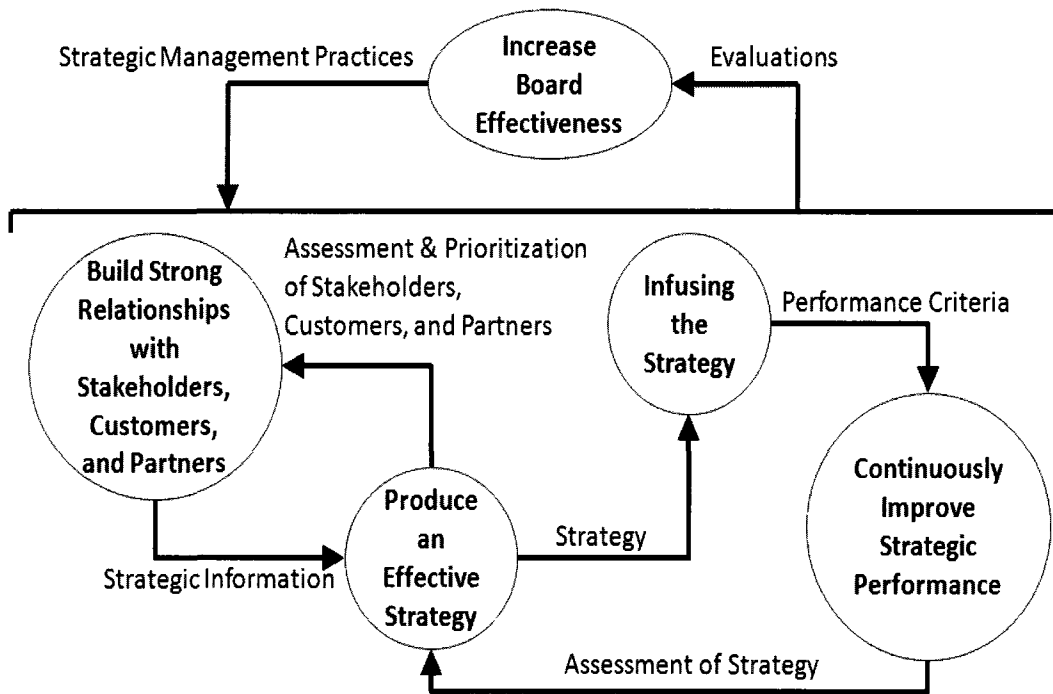 Strategic Management Practices
Increase
Board
Effectiveness
Evaluations
Build Strong
Relationships
with
Stakeholders,
Customers,
and Partners
Assessment & Prioritization
of Stakeholders,
Customers, and Partners
Infusing
the
Strategy
Performance Criteria
Strategic Information
Produce
an
Effective
Strategy
Strategy
Continuously
Improve
Strategic
Performance
Assessment of Strategy